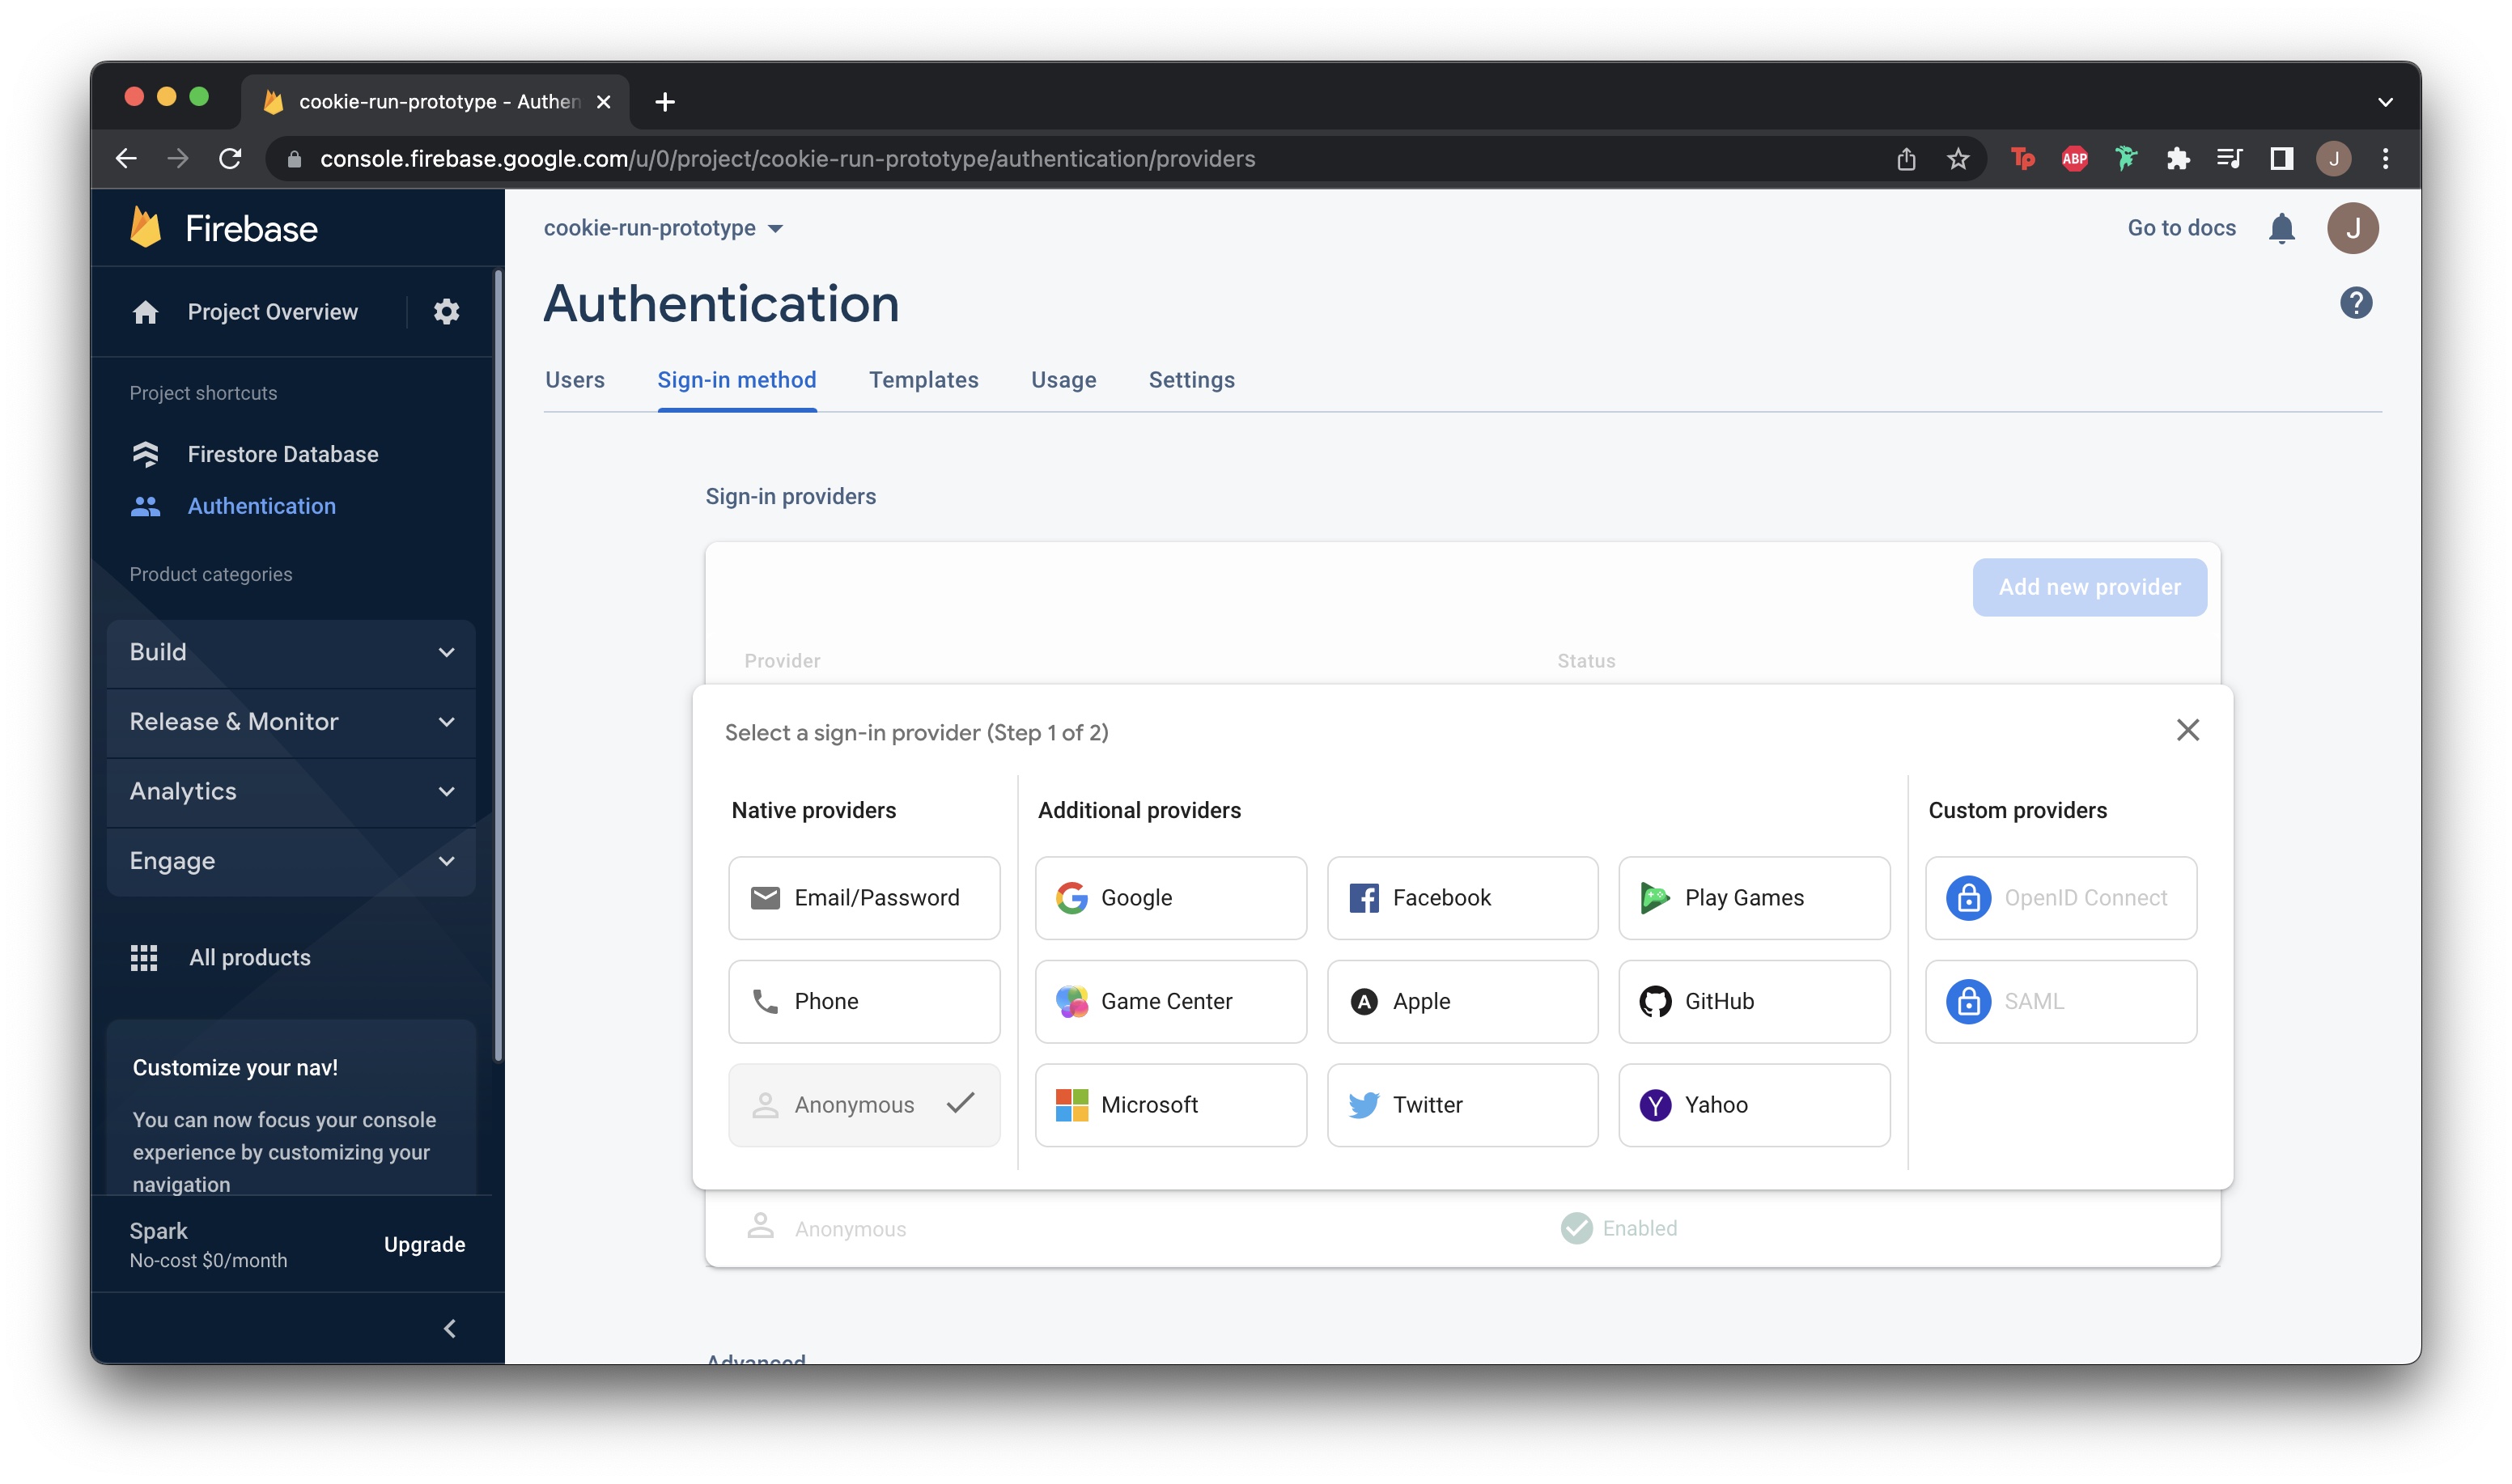 cookie-run-prototype - Authen
console.firebase.google.com/u/0/project/cookie-run-prototype/authentication/providers
Tp
ABP
J
Firebase
cookie-run-prototype
Go to docs
J
Project Overview
Authentication
?
Users
Sign-in method
Templates
Usage
Settings
Project shortcuts
Firestore Database
Authentication
Product categories
Build
Release & Monitor
Analytics
Engage
All products
Customize your nav!
You can now focus your console
experience by customizing your
navigation
Spark
No-cost $0/month
Upgrade
Sign-in providers
Add new provider
Provider
Status
Select a sign-in provider (Step 1 of 2)
Native providers
Additional providers
Custom providers
Email/Password
Google
Facebook
Play Games
OpenID Connect
Phone
Game Center
Apple
GitHub
SAML
Anonymous
Microsoft
Twitter
Yahoo
Anonymous
Enabled
Advanced